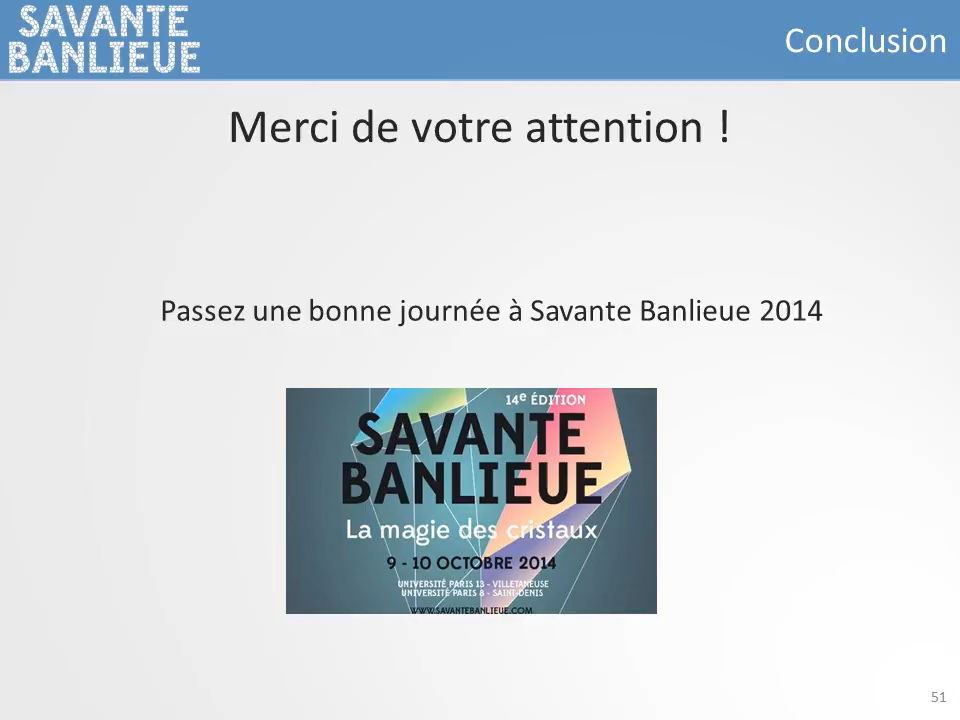 SAVANTE
BANLIEUE
Conclusion
Merci de votre attention !
Passez une bonne journée à Savante Banlieue 2014
14e ÉDITION
SAVANTE
BANLIEUE
La magie des cristaux
9 - 10 OCTOBRE 2014
UNIVERSITÉ PARIS 13 - VILLETANEUSE
UNIVERSITÉ PARIS 8 - SAINT-DENIS
WWW.SAVANTEBANLIEUE.COM
51